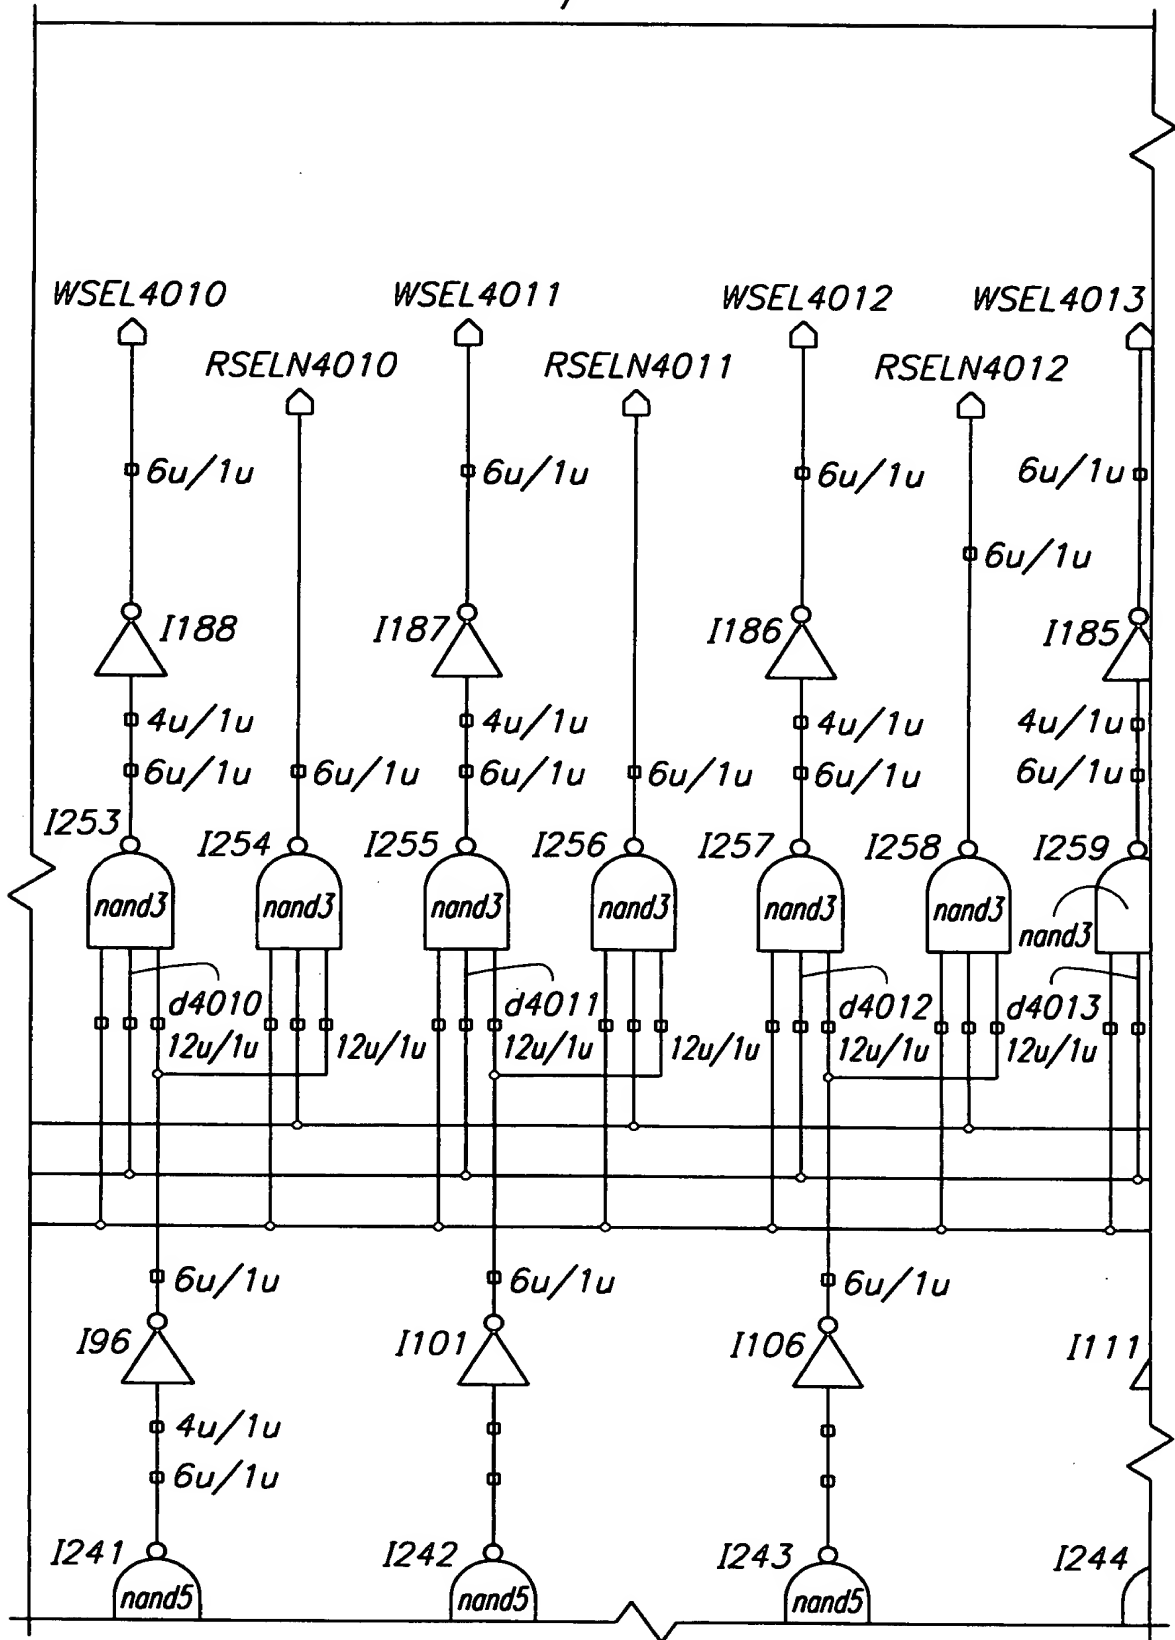 WSEL4010 WSEL4011 WSEL4012 WSEL4013
RSELN4010 RSELN4011 RSELN4012
6u/1u 6u/1u 6u/1u 6u/1u
6u/1u
I188 I187 I186 I185
4u/1u 4u/1u 4u/1u 4u/1u
6u/1u 6u/1u 6u/1u 6u/1u 6u/1u 6u/1u
I253 I254 I255 I256 I257 I258 I259
nand3 nand3 nand3 nand3 nand3 nand3 nand3
d4010 d4011 d4012 d4013
12u/1u 12u/1u 12u/1u 12u/1u 12u/1u 12u/1u
6u/1u 6u/1u 6u/1u
I96 I101 I106 I111
4u/1u
6u/1u
I241 I242 I243 I244
nand5 nand5 nand5